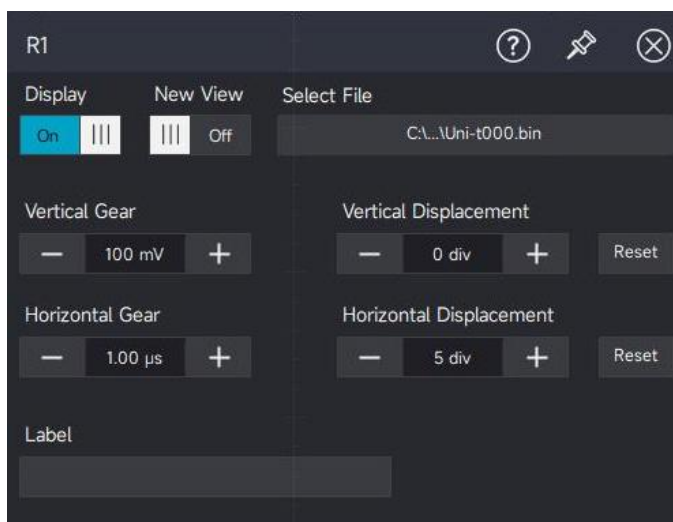 R1
Display New View Select File
On Off C:\...\Uni-t000.bin
Vertical Gear Vertical Displacement
100 mV 0 div Reset
Horizontal Gear Horizontal Displacement
1.00 μs 5 div Reset
Label